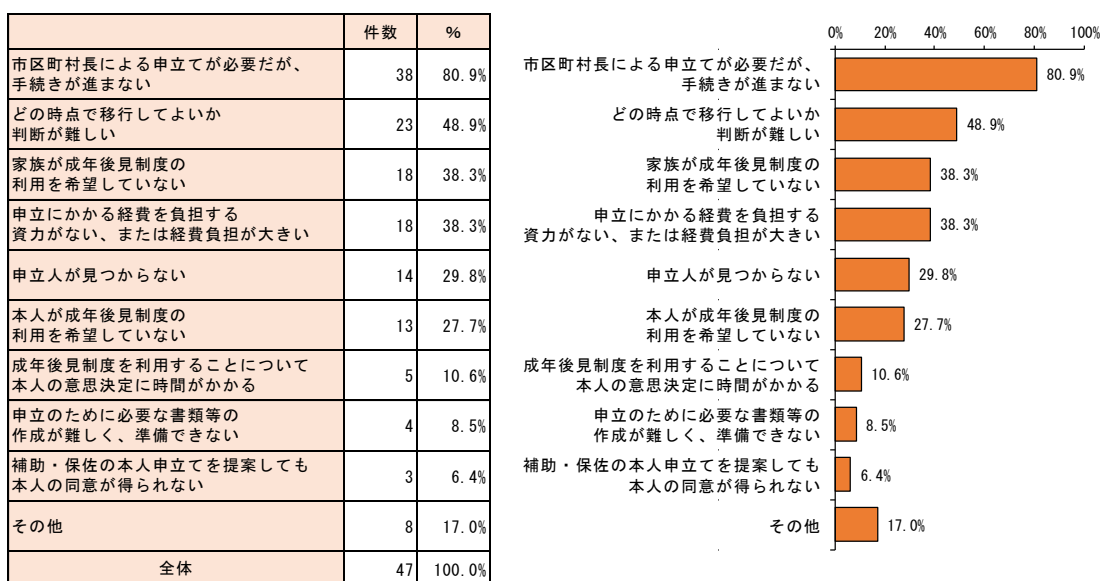 件数 %
市区町村長による申立てが必要だが、
手続きが進まない
38 80.9%
どの時点で移行してよいか
判断が難しい
23 48.9%
家族が成年後見制度の
利用を希望していない
18 38.3%
申立にかかる経費を負担する
資力がない、または経費負担が大きい
18 38.3%
申立人が見つからない
14 29.8%
本人が成年後見制度の
利用を希望していない
13 27.7%
成年後見制度を利用することについて
本人の意思決定に時間がかかる
5 10.6%
申立のために必要な書類等の
作成が難しく、準備できない
4 8.5%
補助・保佐の本人申立てを提案しても
本人の同意が得られない
3 6.4%
その他
8 17.0%
全体 47 100.0%
0% 20% 40% 60% 80% 100%
市区町村長による申立てが必要だが、
手続きが進まない
80.9%
どの時点で移行してよいか
判断が難しい
48.9%
家族が成年後見制度の
利用を希望していない
38.3%
申立にかかる経費を負担する
資力がない、または経費負担が大きい
38.3%
申立人が見つからない
29.8%
本人が成年後見制度の
利用を希望していない
27.7%
成年後見制度を利用することについて
本人の意思決定に時間がかかる
10.6%
申立のために必要な書類等の
作成が難しく、準備できない
8.5%
補助・保佐の本人申立てを提案しても
本人の同意が得られない
6.4%
その他
17.0%